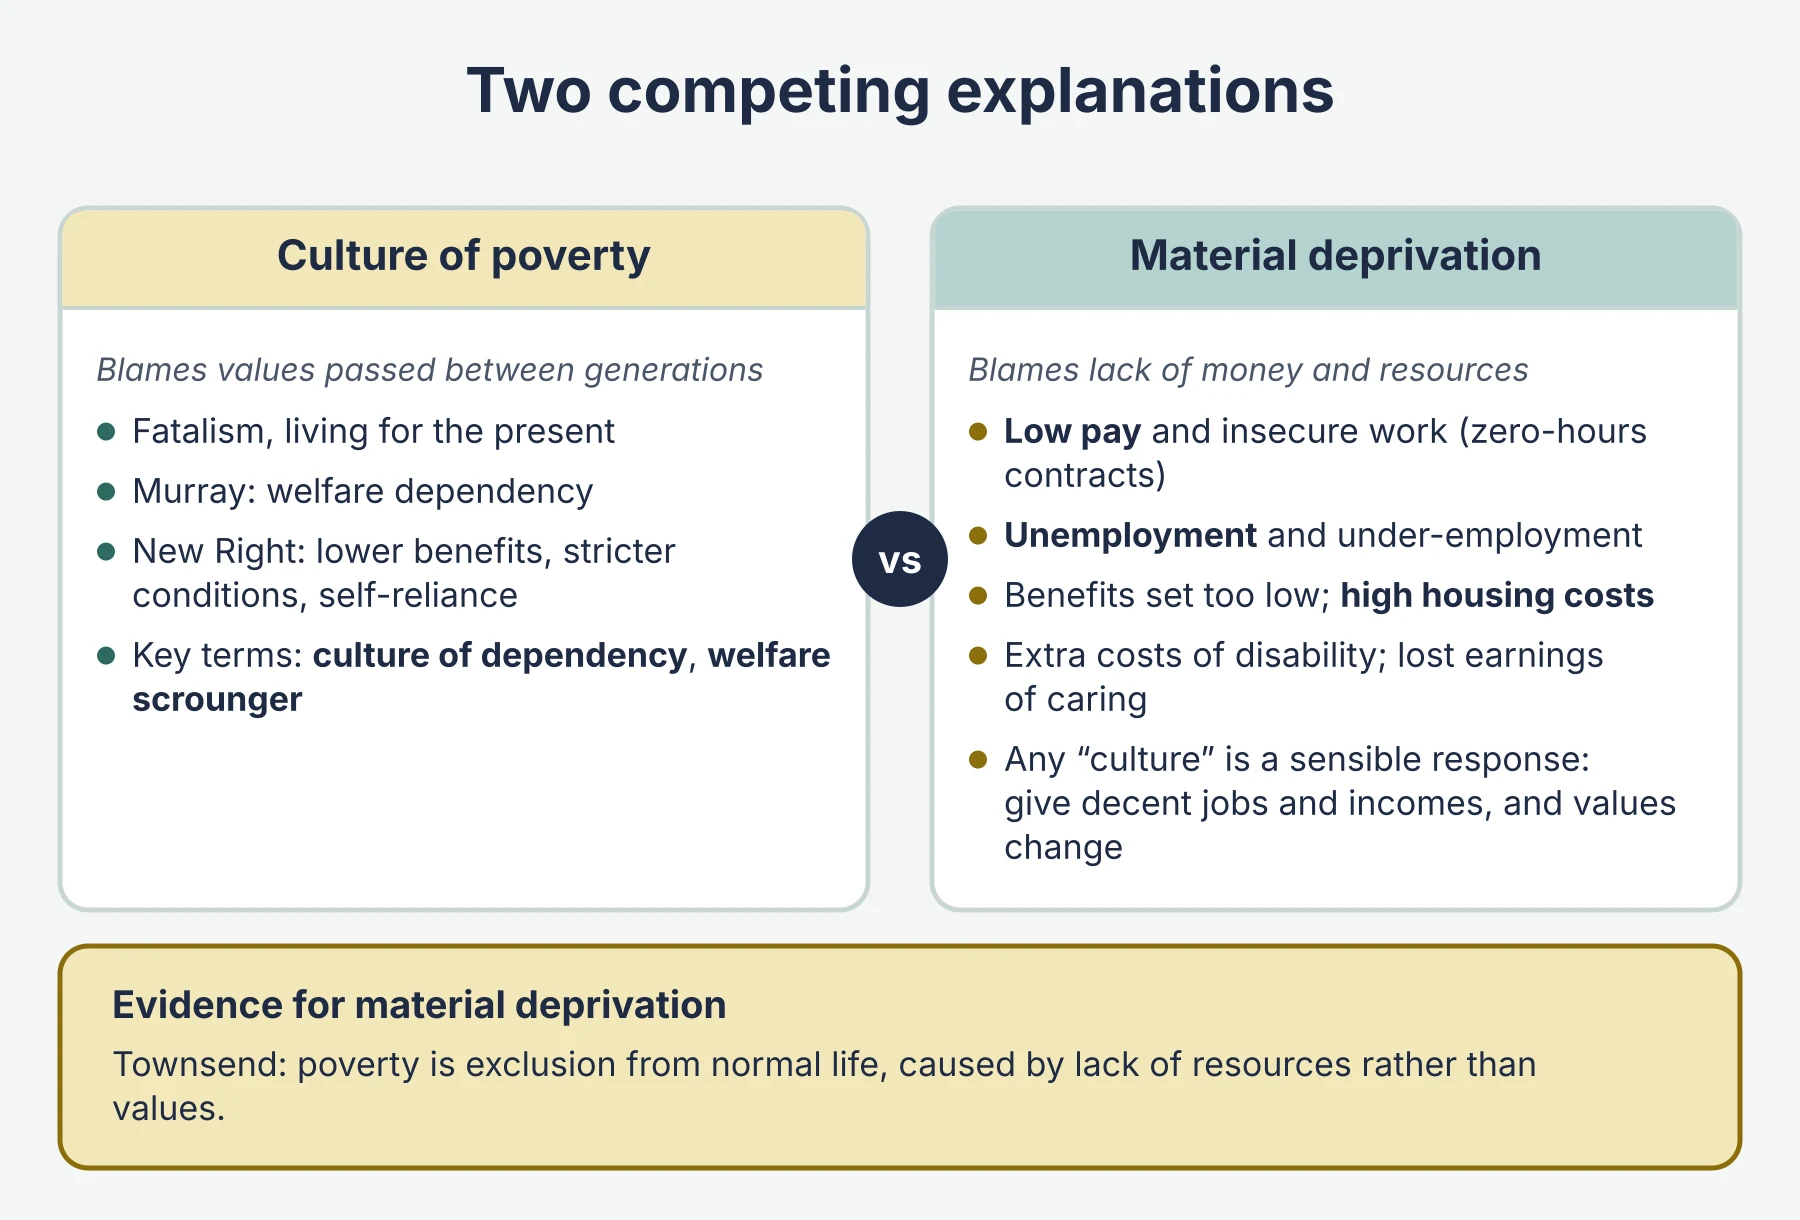 Two competing explanations
Culture of poverty
Blames values passed between generations
Fatalism, living for the present
Murray: welfare dependency
New Right: lower benefits, stricter
conditions, self-reliance
Key terms: culture of dependency, welfare
scrounger
vs
Material deprivation
Blames lack of money and resources
Low pay and insecure work (zero-hours
contracts)
Unemployment and under-employment
Benefits set too low; high housing costs
Extra costs of disability; lost earnings
of caring
Any “culture” is a sensible response:
give decent jobs and incomes, and values
change
Evidence for material deprivation
Townsend: poverty is exclusion from normal life, caused by lack of resources rather than
values.